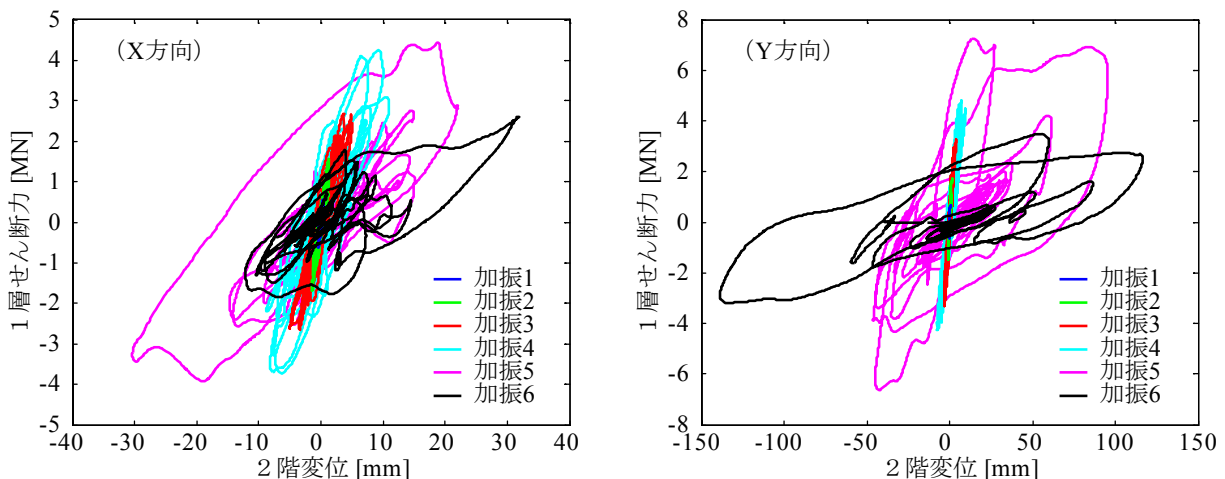 5
4
3
2
1
0
-1
-2
-3
-4
-5
-40
-30
-20
-10
0
10
20
30
40
(X方向)
1層せん断力 [MN]
2階変位 [mm]
加振1
加振2
加振3
加振4
加振5
加振6
8
6
4
2
0
-2
-4
-6
-8
-150
-100
-50
0
50
100
150
(Y方向)
1層せん断力 [MN]
2階変位 [mm]
加振1
加振2
加振3
加振4
加振5
加振6